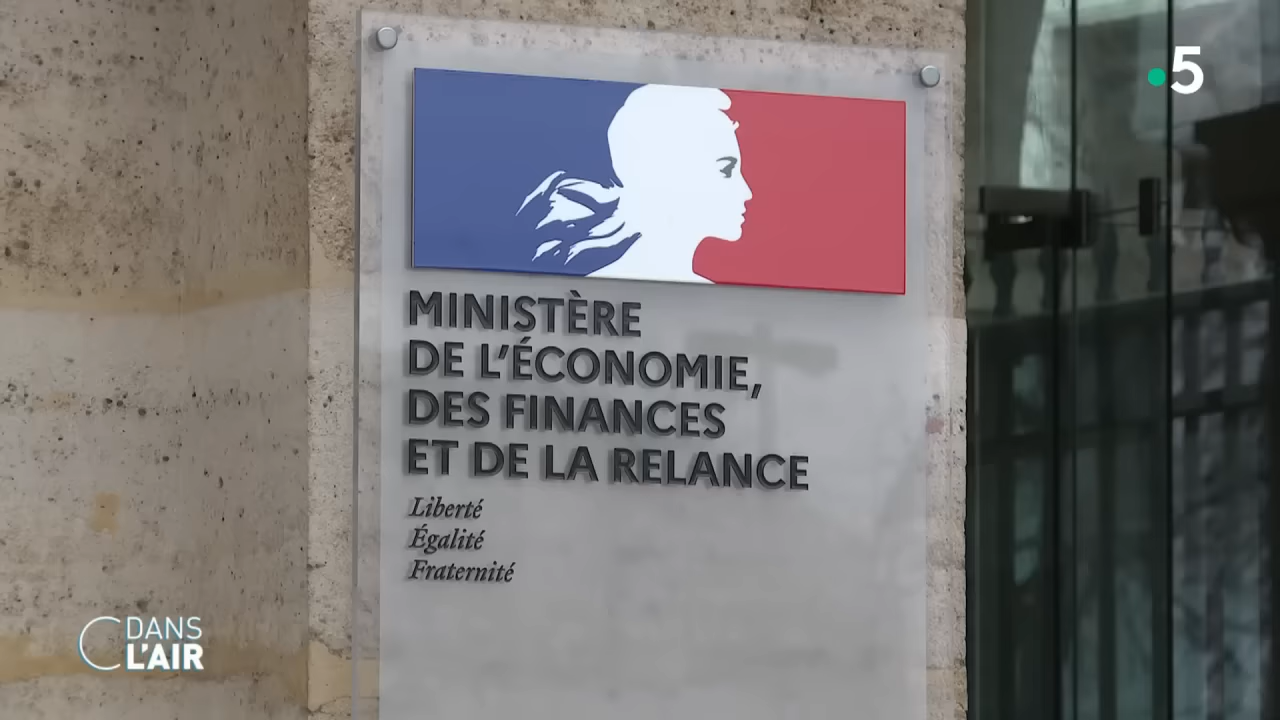 5
MINISTÈRE
DE L'ÉCONOMIE,
DES FINANCES
ET DE LA RELANCE
Liberté
Égalité
Fraternité
C DANS
L'AIR